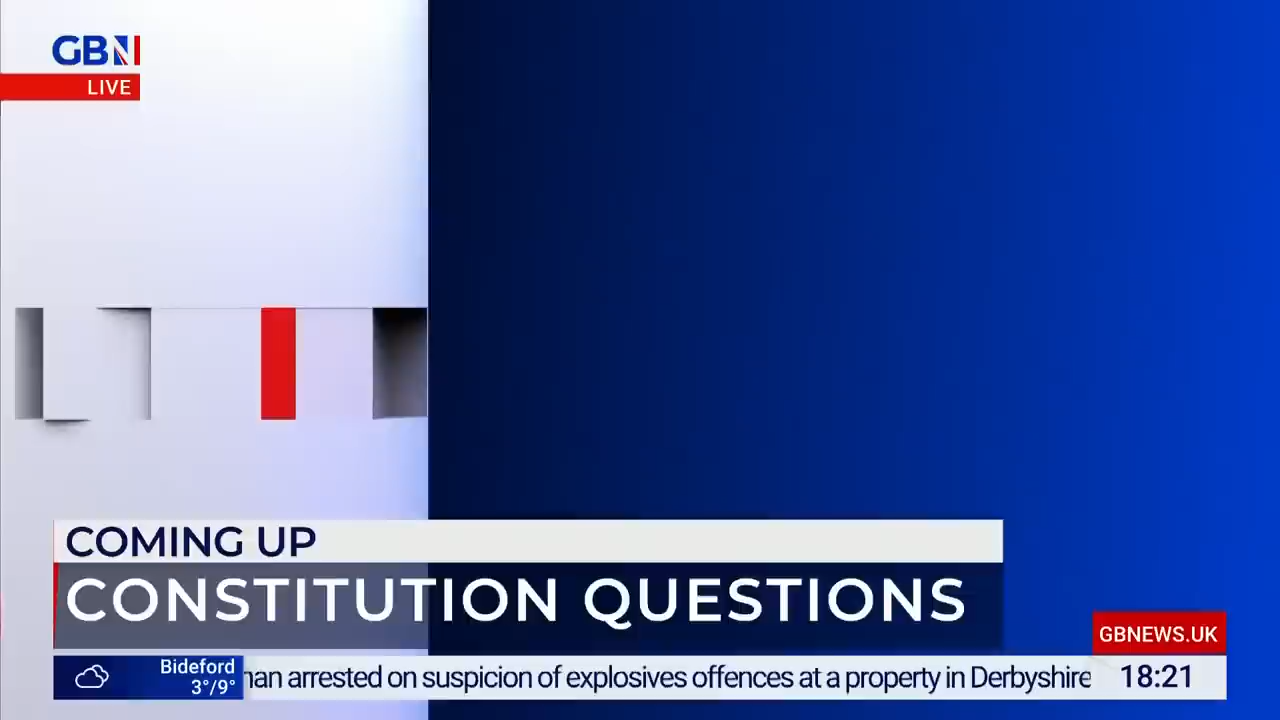 GBN
LIVE
COMING UP
CONSTITUTION QUESTIONS
GBNEWS.UK
Bideford
3°/9°
arrested on suspicion of explosives offences at a property in Derbyshire
18:21